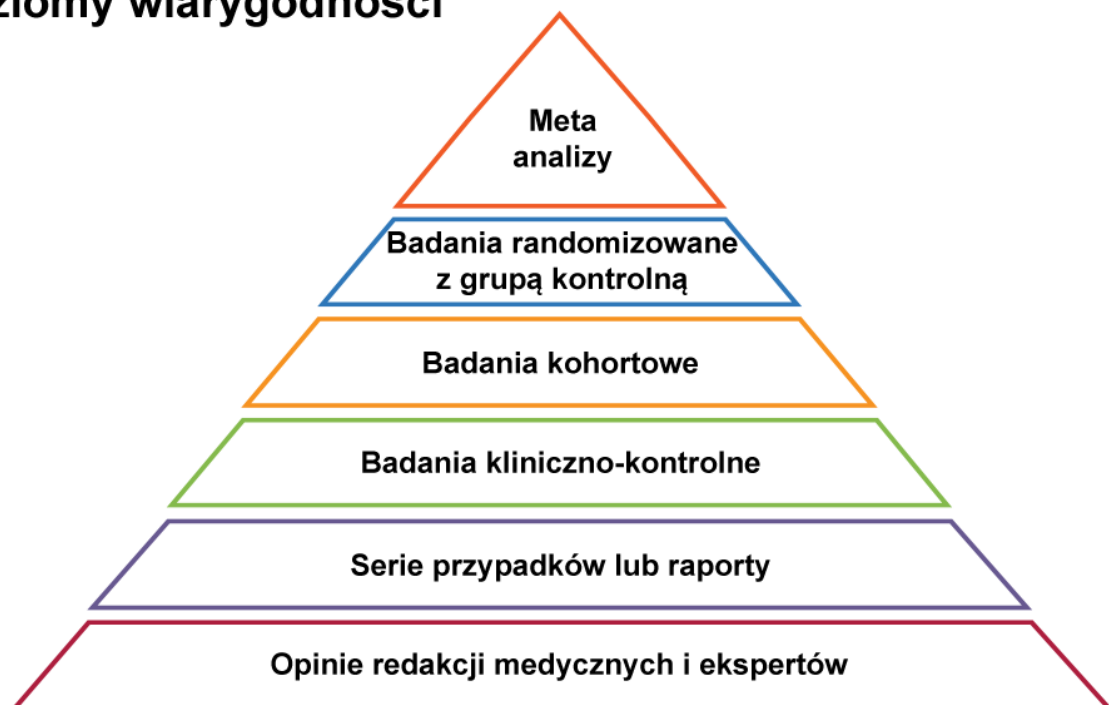 ziomy wiarygodności
Meta
analizy
Badania randomizowane
z grupą kontrolną
Badania kohortowe
Badania kliniczno-kontrolne
Serie przypadków lub raporty
Opinie redakcji medycznych i ekspertów